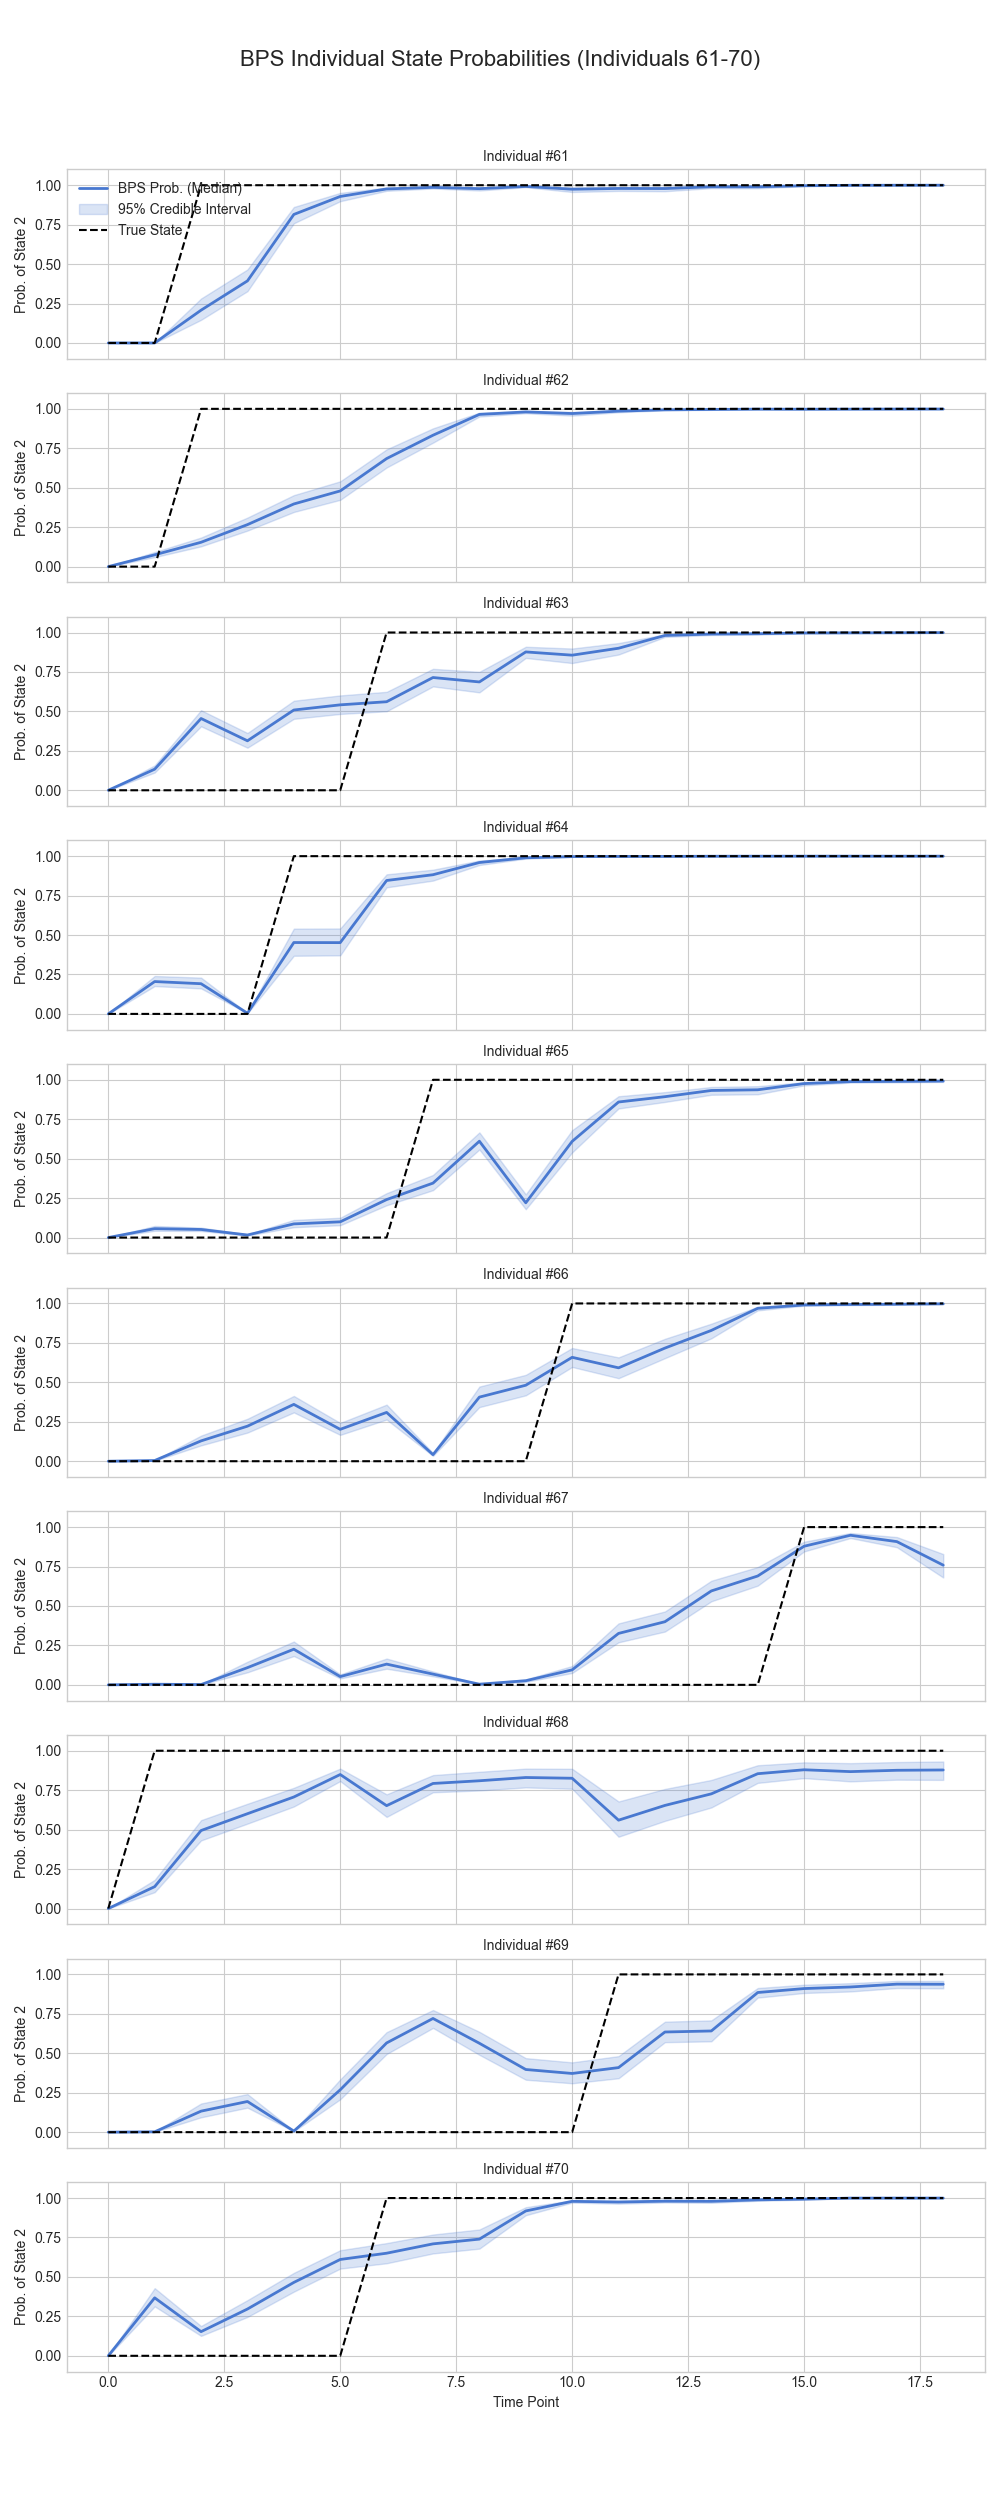 BPS Individual State Probabilities (Individuals 61-70)
Individual #61
1.00
0.75
0.50
0.25
0.00
Prob. of State 2
BPS Prob. (Median)
95% Credible Interval
True State
Individual #62
1.00
0.75
0.50
0.25
0.00
Prob. of State 2
Individual #63
1.00
0.75
0.50
0.25
0.00
Prob. of State 2
Individual #64
1.00
0.75
0.50
0.25
0.00
Prob. of State 2
Individual #65
1.00
0.75
0.50
0.25
0.00
Prob. of State 2
Individual #66
1.00
0.75
0.50
0.25
0.00
Prob. of State 2
Individual #67
1.00
0.75
0.50
0.25
0.00
Prob. of State 2
Individual #68
1.00
0.75
0.50
0.25
0.00
Prob. of State 2
Individual #69
1.00
0.75
0.50
0.25
0.00
Prob. of State 2
Individual #70
1.00
0.75
0.50
0.25
0.00
Prob. of State 2
0.0 2.5 5.0 7.5 10.0 12.5 15.0 17.5
Time Point